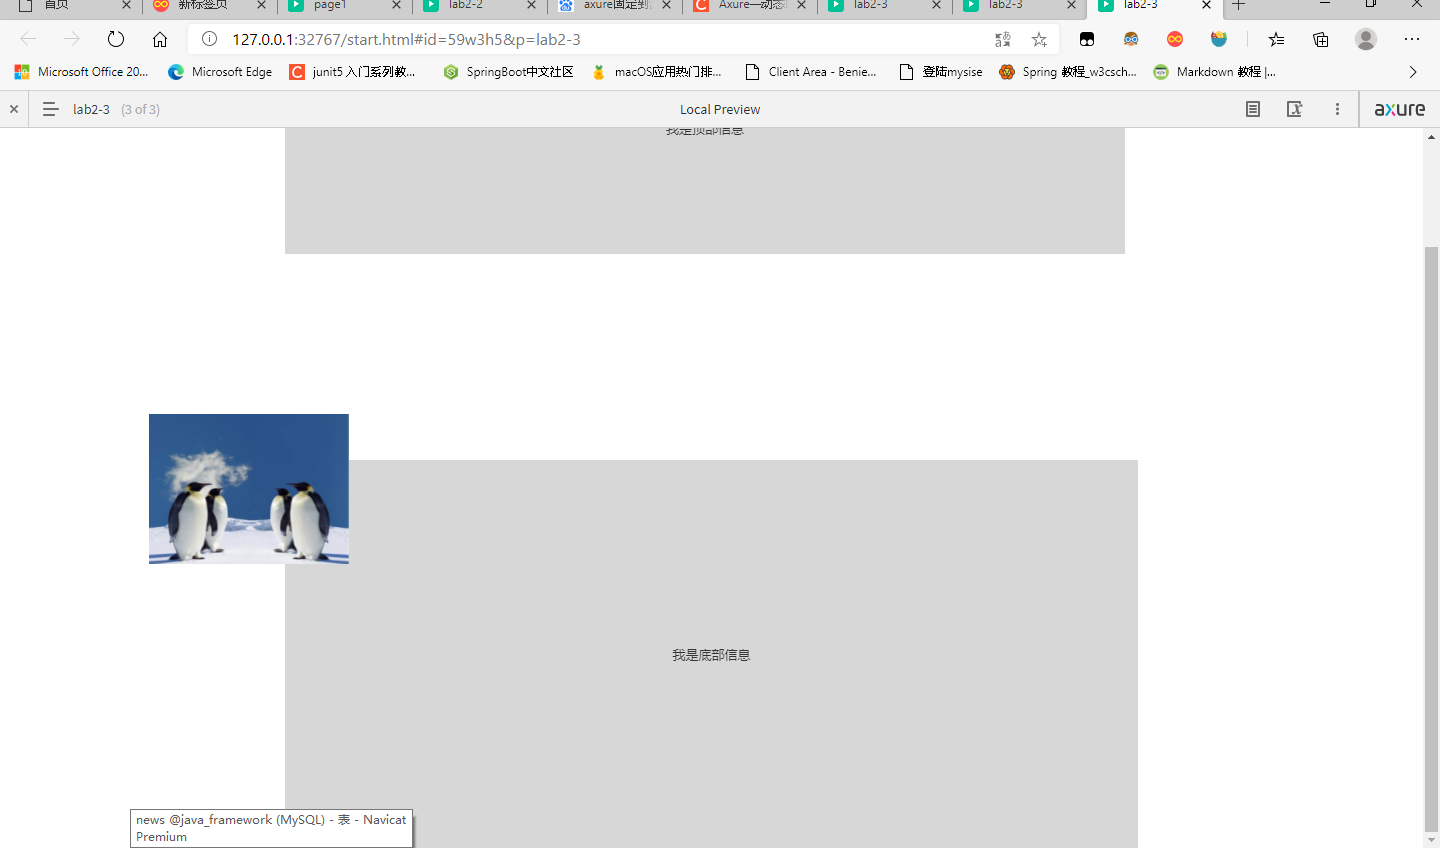 首页
新标签页
page1
lab2-2
axure固定到
Axure—动态
lab2-3
lab2-3
lab2-3
127.0.0.1:32767/start.html#id=59w3h5&p=lab2-3
Microsoft Office 20...
Microsoft Edge
junit5 入门系列教...
SpringBoot中文社区
macOS应用热门排...
Client Area - Benie...
登陆mysise
Spring 教程_w3csch...
Markdown 教程 |...
lab2-3 (3 of 3)
Local Preview
axure
我是顶部信息
我是底部信息
news @java_framework (MySQL) - 表 - Navicat
Premium